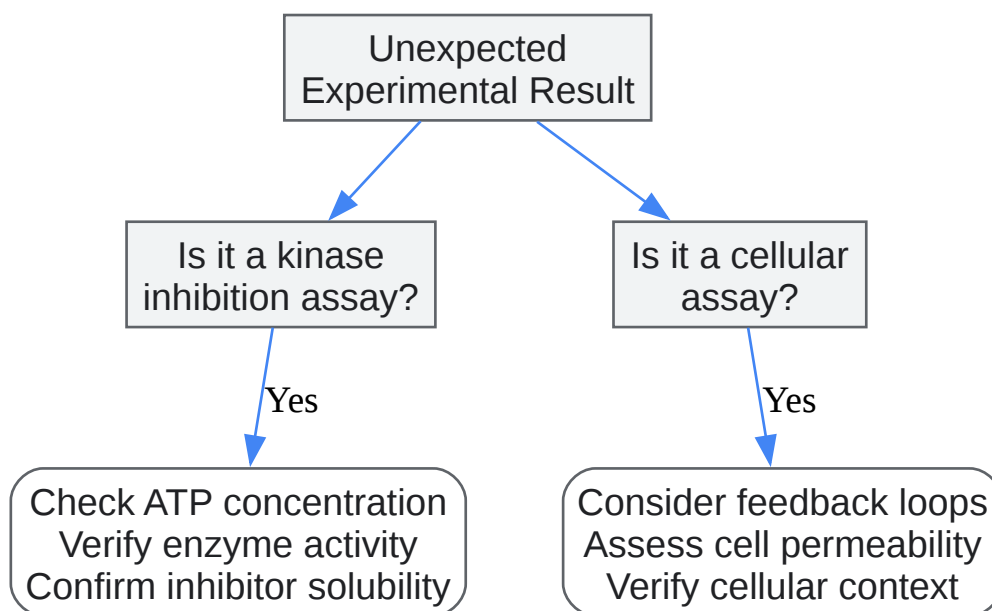 Unexpected
Experimental Result
Is it a kinase
inhibition assay?
Is it a cellular
assay?
Yes
Yes
Check ATP concentration
Verify enzyme activity
Confirm inhibitor solubility
Consider feedback loops
Assess cell permeability
Verify cellular context